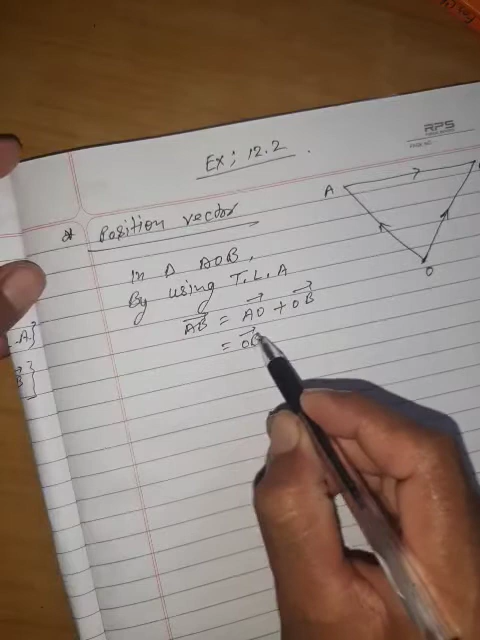 RPS
Ex; 12.2.
* Position vector
In Δ AOB,
By using T.L.A
A
O
AB⃗ = AO⃗ + OB⃗
= OB⃗
A⃗}
B⃗}